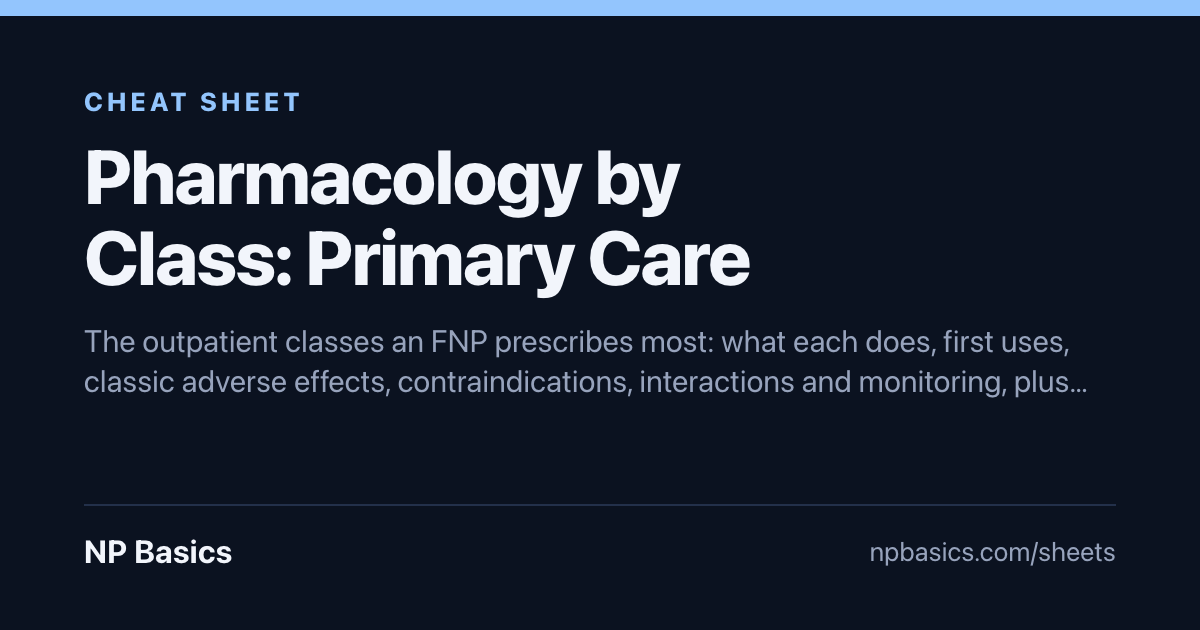 CHEAT SHEET
Pharmacology by
Class: Primary Care
The outpatient classes an FNP prescribes most: what each does, first uses,
classic adverse effects, contraindications, interactions and monitoring, plus...
NP Basics
npbasics.com/sheets